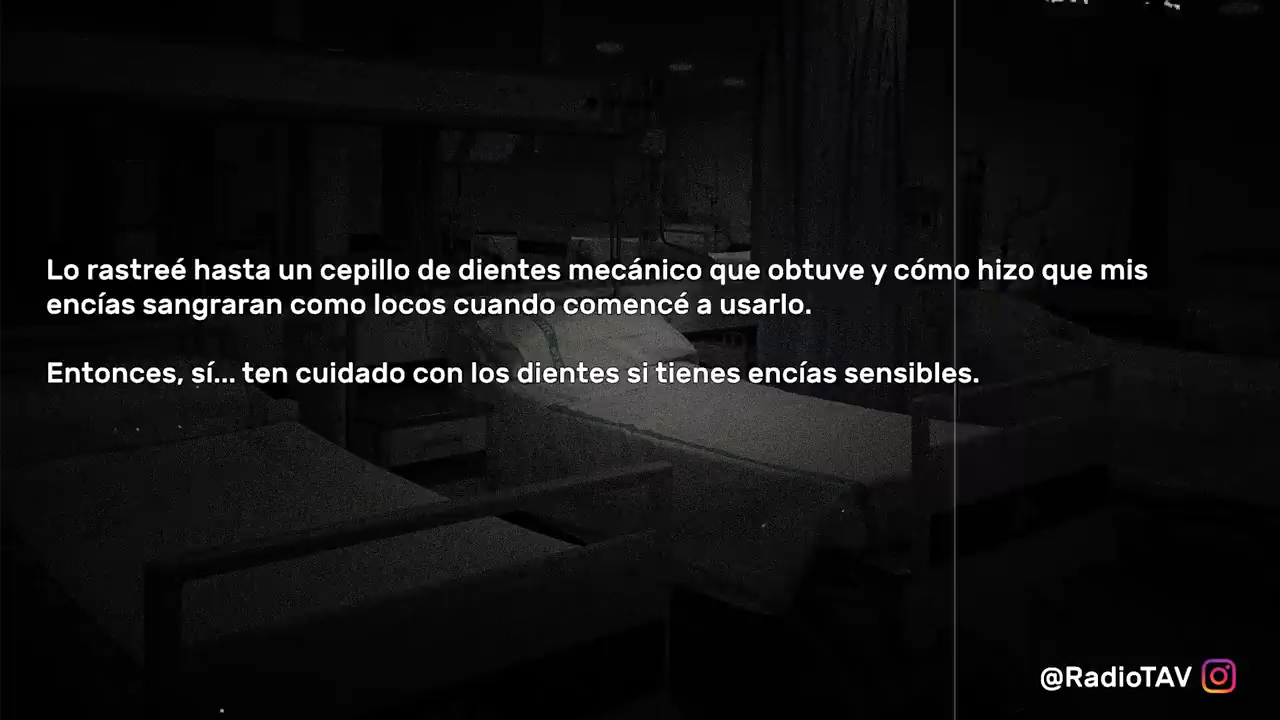 Lo rastreé hasta un cepillo de dientes mecánico que obtuve y cómo hizo que mis
encías sangraran como locos cuando comencé a usarlo.
Entonces, sí... ten cuidado con los dientes si tienes encías sensibles.
@RadioTAV